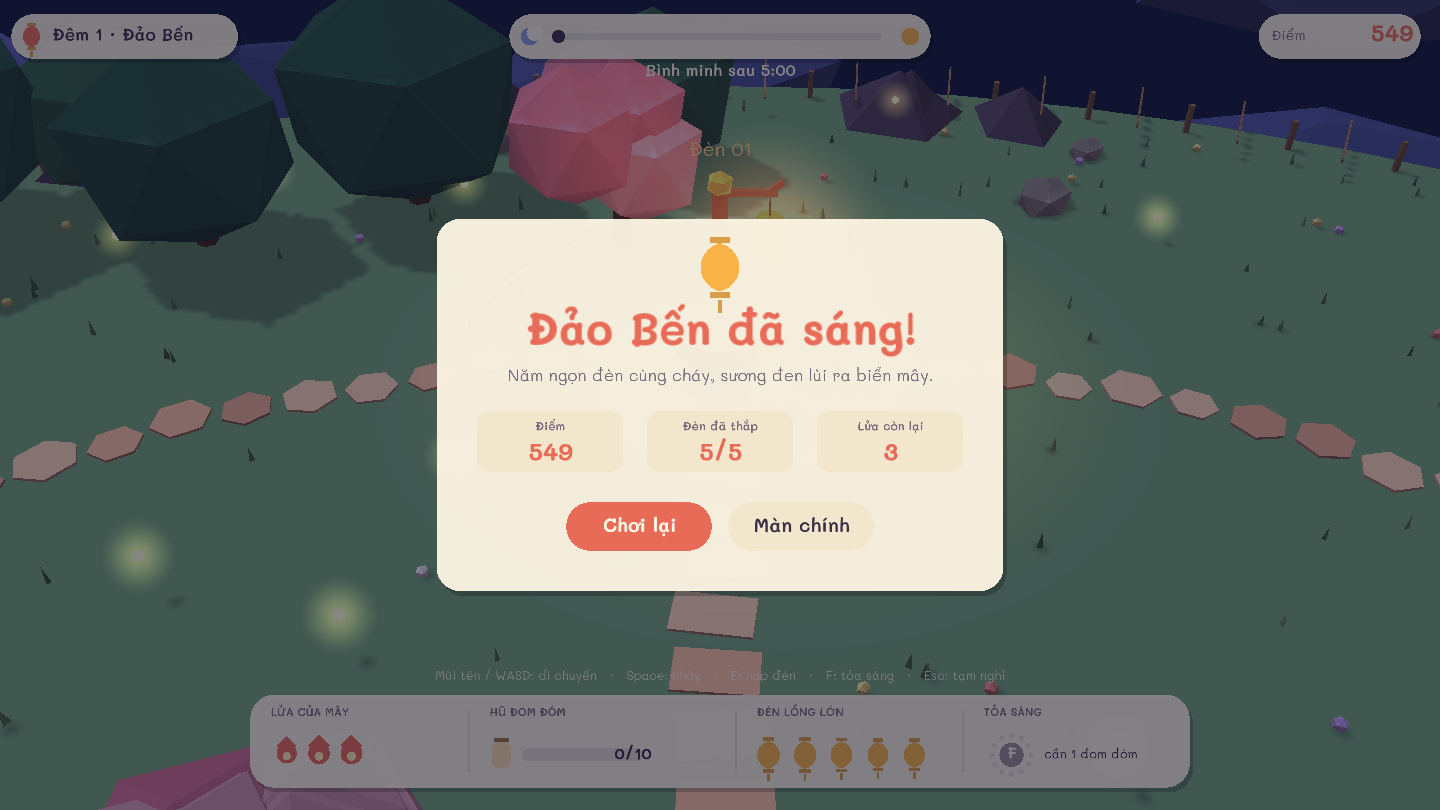 Đêm 1 · Đảo Bến
Điểm 549
Bình minh sau 5:00
Đèn 01
Đảo Bến đã sáng!
Năm ngọn đèn cùng cháy, sương đen lùi ra biển mây.
Điểm
549
Đèn đã thắp
5/5
Lửa còn lại
3
Chơi lại
Màn chính
Mũi tên / WASD: di chuyển · Space: nhảy · E: nạp đèn · F: tỏa sáng · Esc: tạm nghỉ
LỬA CỦA MÂY
HŨ ĐOM ĐÓM
0/10
ĐÈN LỒNG LỚN
TỎA SÁNG
F
cần 1 đom đóm